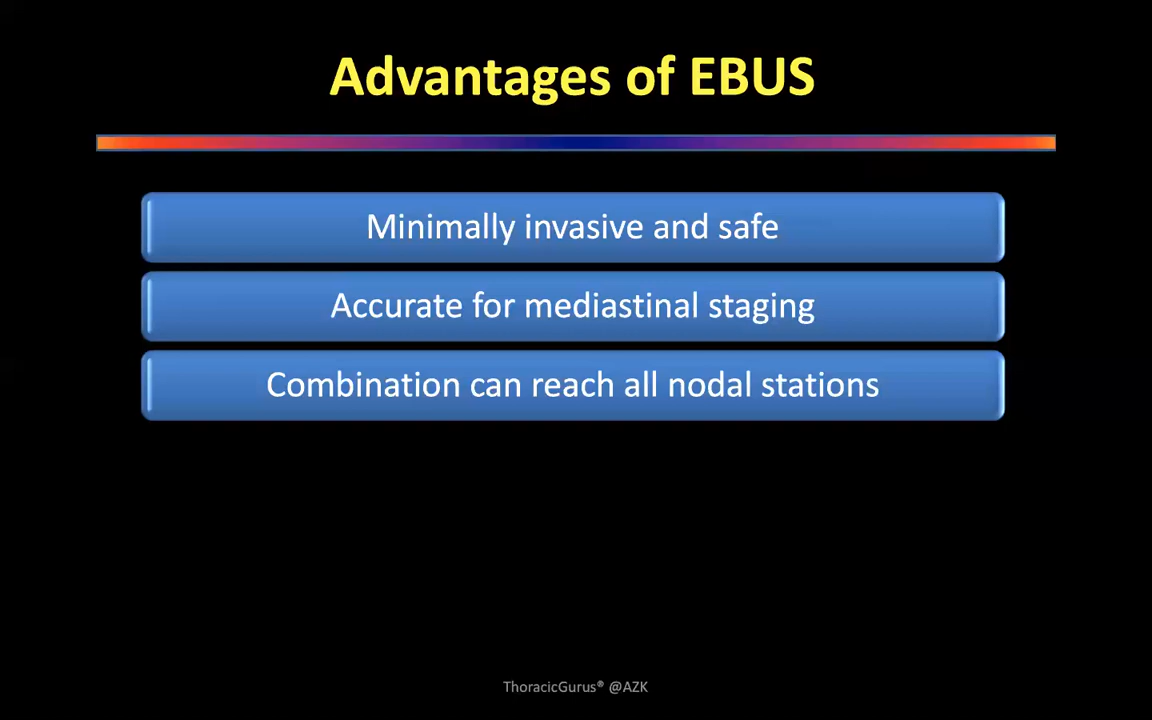 Advantages of EBUS
Minimally invasive and safe
Accurate for mediastinal staging
Combination can reach all nodal stations
ThoracicGurus® @AZK